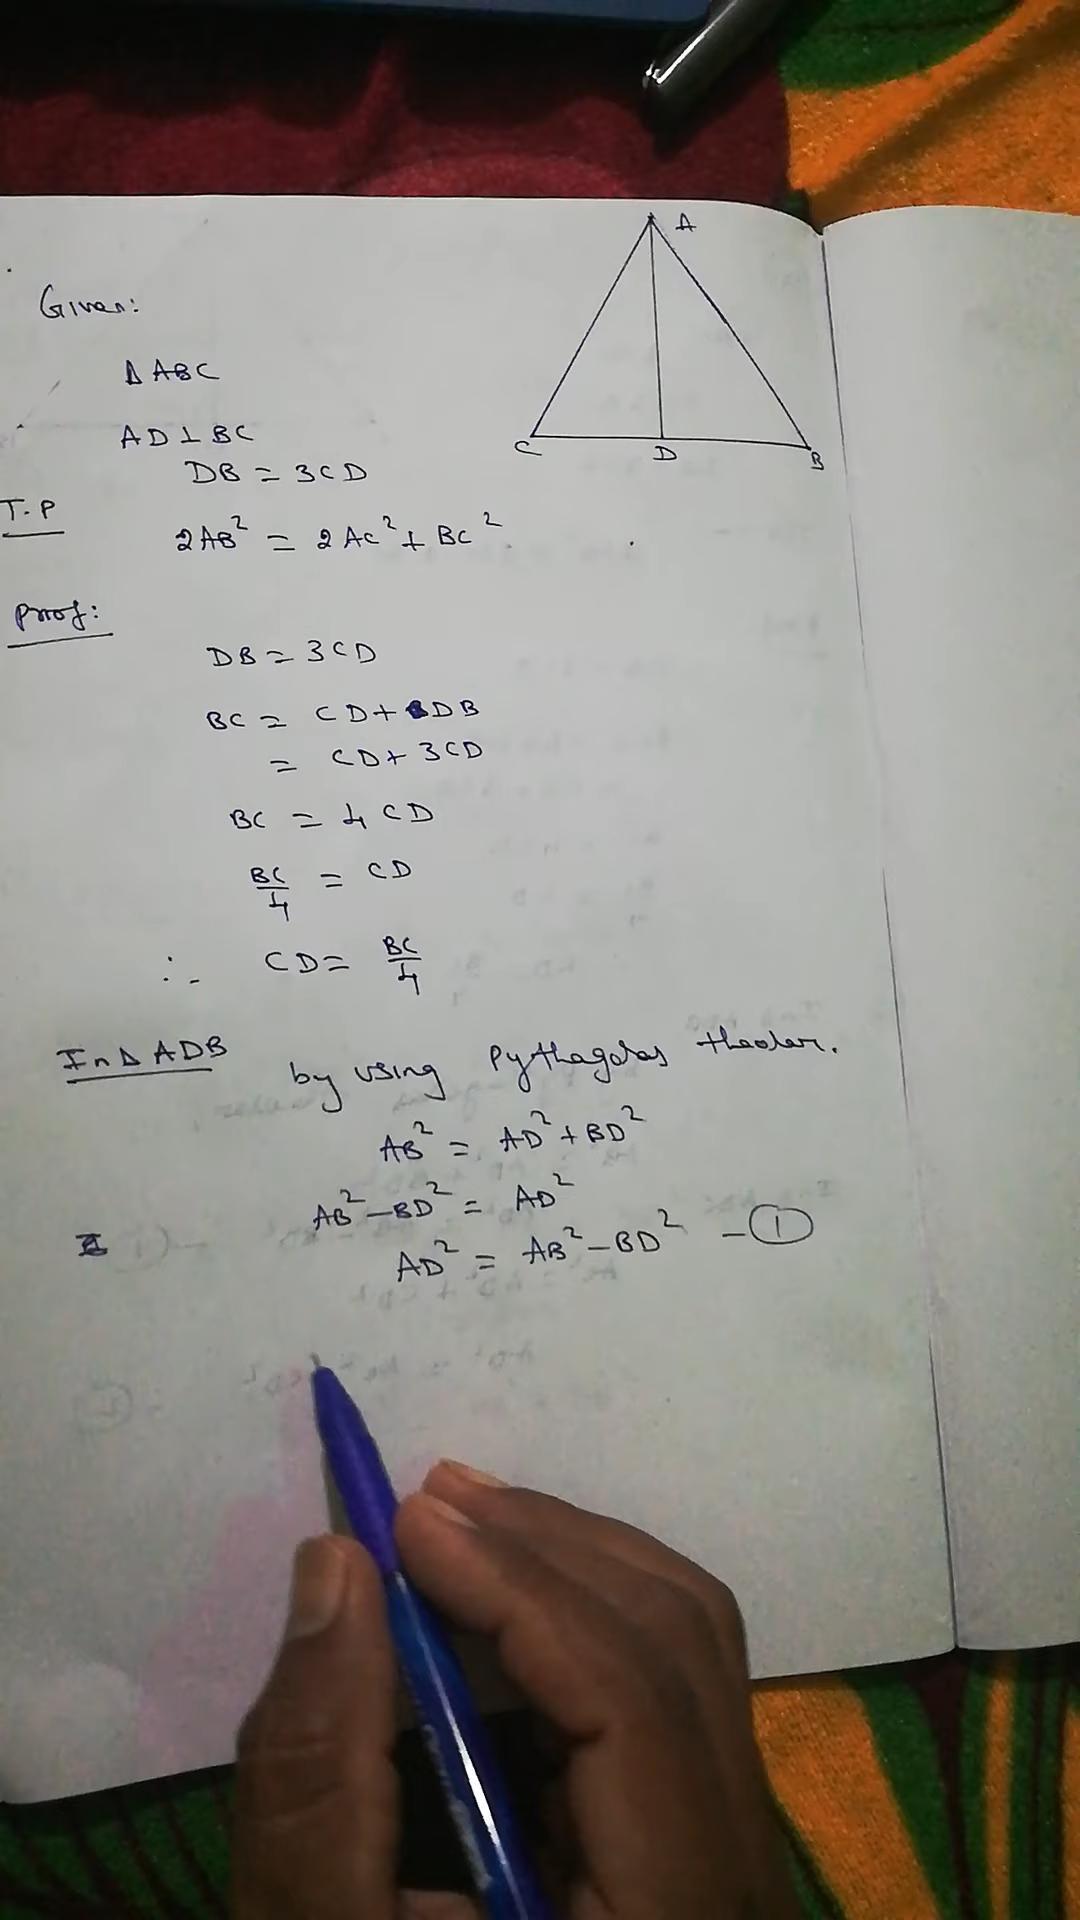 A
Given:
Δ ABC
AD ⊥ BC
DB = 3CD
C D B
T.P
2AB² = 2AC² + BC²
Proof:
DB = 3CD
BC = CD + DB
= CD + 3CD
BC = 4 CD
BC/4 = CD
∴ CD = BC/4
In Δ ADB
by using Pythagoras
AB² = AD² + BD²
AB² - BD² = AD²
AD² = AB² - BD² - ①